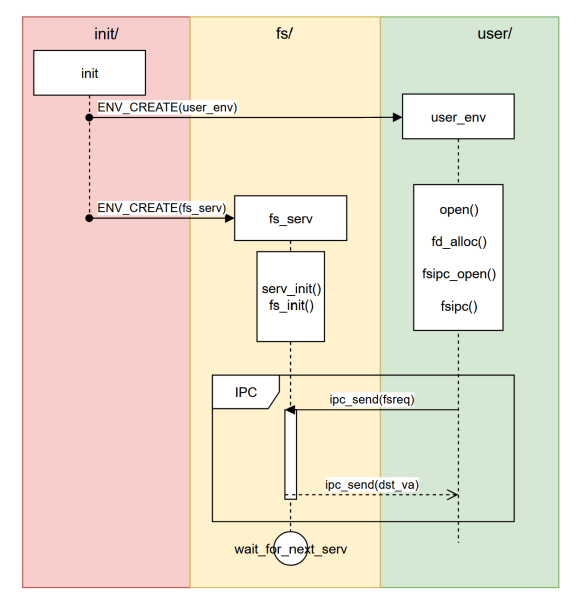 init/
fs/
user/
init
ENV_CREATE(user_env)
user_env
ENV_CREATE(fs_serv)
fs_serv
open()
fd_alloc()
fsipc_open()
fsipc()
serv_init()
fs_init()
IPC
ipc_send(fsreq)
ipc_send(dst_va)
wait_for_next_serv